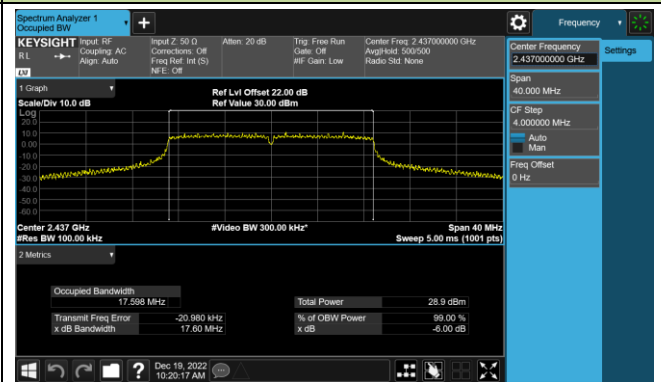 Spectrum Analyzer 1
Occupied BW
+
Frequency
KEYSIGHT
Input: RF
Coupling: AC
Align: Auto
Input Z: 50 Ω
Corrections: Off
Freq Ref: Int (S)
NFE: Off
Atten: 20 dB
Trig: Free Run
Gate: Off
#IF Gain: Low
Center Freq: 2.437000000 GHz
Avg|Hold: 500/500
Radio Std: None
RL
LXI
Center Frequency
2.437000000 GHz
Settings
Span
40.000 MHz
CF Step
4.000000 MHz
Auto
Man
Freq Offset
0 Hz
1 Graph
Scale/Div 10.0 dB
Ref Lvl Offset 22.00 dB
Ref Value 30.00 dBm
Log
20.0
10.0
0.00
-10.0
-20.0
-30.0
-40.0
-50.0
-60.0
Center 2.437 GHz
#Res BW 100.00 kHz
#Video BW 300.00 kHz*
Span 40 MHz
Sweep 5.00 ms (1001 pts)
2 Metrics
Occupied Bandwidth
17.598 MHz
Total Power 28.9 dBm
Transmit Freq Error -20.980 kHz
% of OBW Power 99.00 %
x dB Bandwidth 17.60 MHz
x dB -6.00 dB
?
Dec 19, 2022
10:20:17 AM